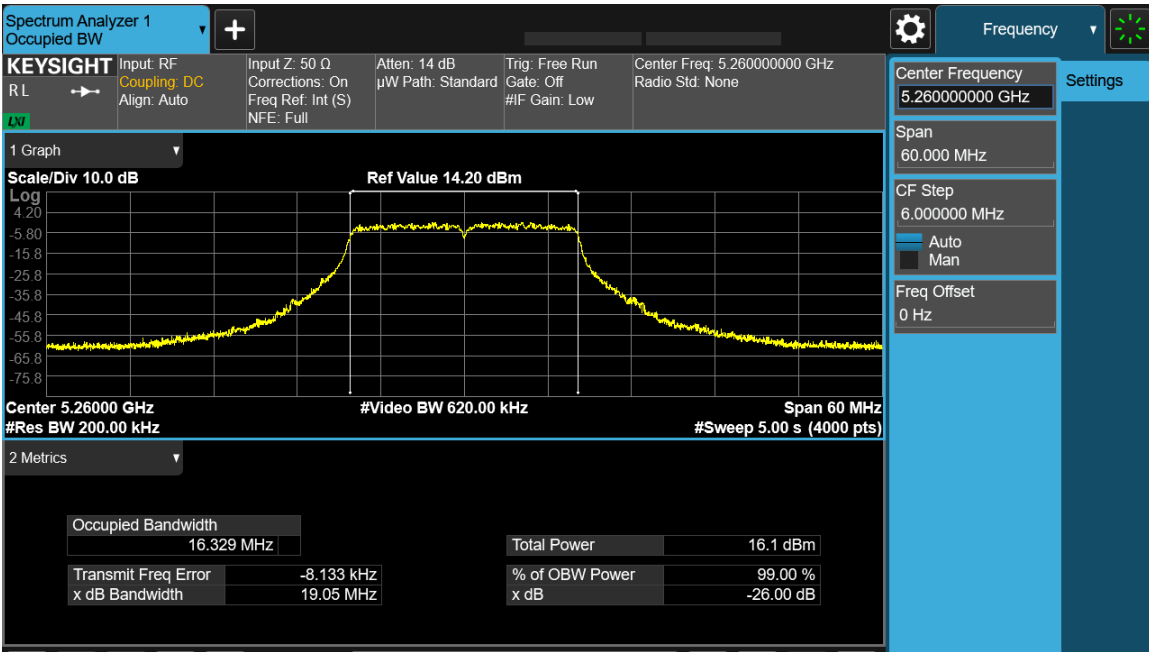 Spectrum Analyzer 1
Occupied BW
+
Frequency
KEYSIGHT
RL
LXI
Input: RF
Coupling: DC
Align: Auto
Input Z: 50 Ω
Corrections: On
Freq Ref: Int (S)
NFE: Full
Atten: 14 dB
µW Path: Standard
Trig: Free Run
Gate: Off
#IF Gain: Low
Center Freq: 5.260000000 GHz
Radio Std: None
Center Frequency
5.260000000 GHz
Settings
Span
60.000 MHz
CF Step
6.000000 MHz
Auto
Man
Freq Offset
0 Hz
1 Graph
Scale/Div 10.0 dB
Ref Value 14.20 dBm
Log
4.20
-5.80
-15.8
-25.8
-35.8
-45.8
-55.8
-65.8
-75.8
Center 5.26000 GHz
#Video BW 620.00 kHz
Span 60 MHz
#Res BW 200.00 kHz
#Sweep 5.00 s (4000 pts)
2 Metrics
Occupied Bandwidth
16.329 MHz
Total Power 16.1 dBm
Transmit Freq Error -8.133 kHz
% of OBW Power 99.00 %
x dB Bandwidth 19.05 MHz
x dB -26.00 dB